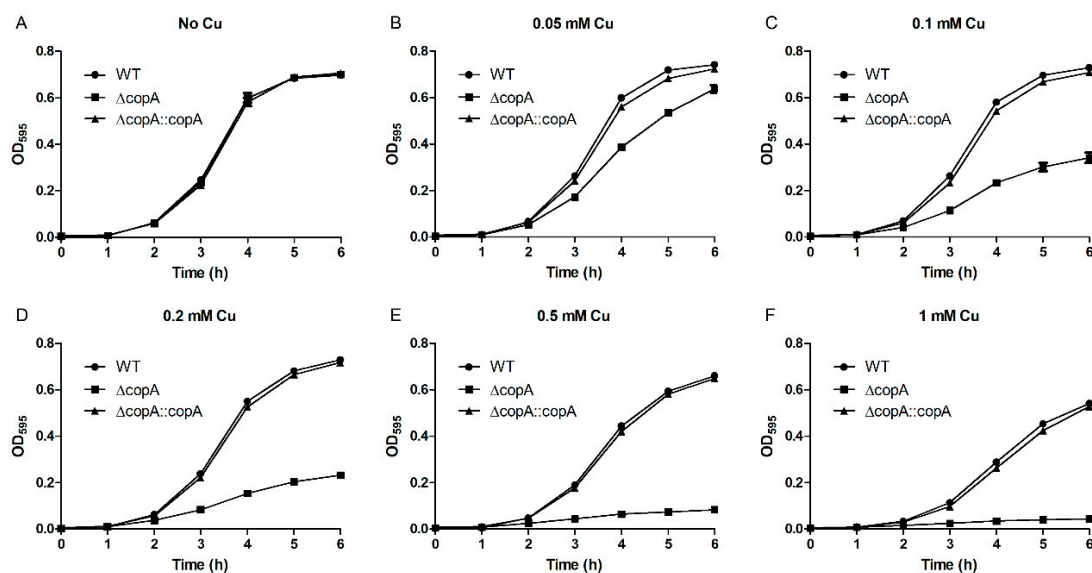 A No Cu
0.8
0.6
0.4
0.2
0.0
OD595
WT
ΔcopA
ΔcopA::copA
0 1 2 3 4 5 6
Time (h)
B 0.05 mM Cu
0.8
0.6
0.4
0.2
0.0
OD595
WT
ΔcopA
ΔcopA::copA
0 1 2 3 4 5 6
Time (h)
C 0.1 mM Cu
0.8
0.6
0.4
0.2
0.0
OD595
WT
ΔcopA
ΔcopA::copA
0 1 2 3 4 5 6
Time (h)
D 0.2 mM Cu
0.8
0.6
0.4
0.2
0.0
OD595
WT
ΔcopA
ΔcopA::copA
0 1 2 3 4 5 6
Time (h)
E 0.5 mM Cu
0.8
0.6
0.4
0.2
0.0
OD595
WT
ΔcopA
ΔcopA::copA
0 1 2 3 4 5 6
Time (h)
F 1 mM Cu
0.8
0.6
0.4
0.2
0.0
OD595
WT
ΔcopA
ΔcopA::copA
0 1 2 3 4 5 6
Time (h)